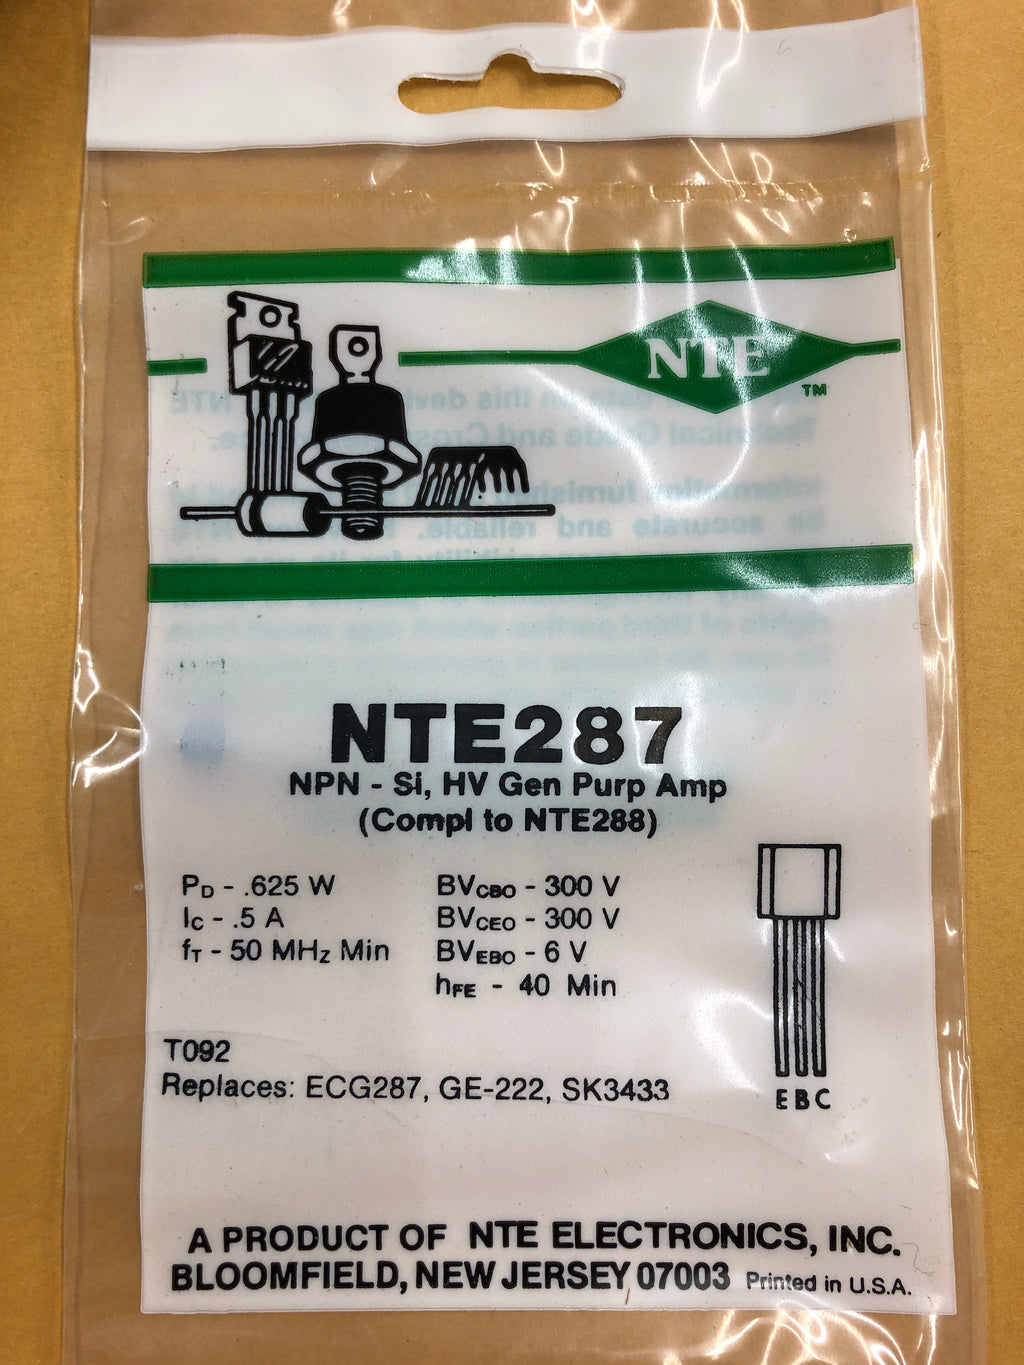 NTE
TM
NTE287
NPN - Si, HV Gen Purp Amp
(Compl to NTE288)
PD - .625 W
IC - .5 A
fT - 50 MHz Min
BVCBO - 300 V
BVCEO - 300 V
BVEBO - 6 V
hFE - 40 Min
E B C
T092
Replaces: ECG287, GE-222, SK3433
A PRODUCT OF NTE ELECTRONICS, INC.
BLOOMFIELD, NEW JERSEY 07003 Printed in U.S.A.